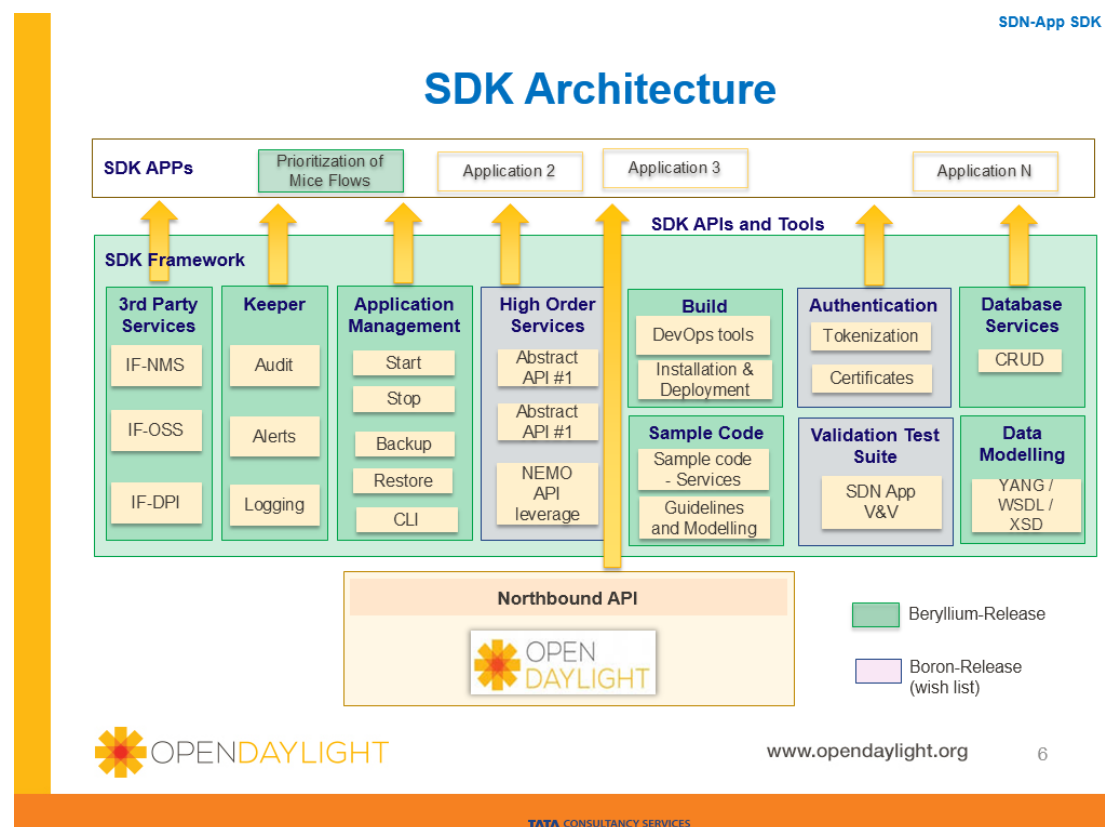 SDN-App SDK
SDK Architecture
SDK APPs
Prioritization of
Mice Flows
Application 2
Application 3
Application N
SDK APIs and Tools
SDK Framework
3rd Party
Services
IF-NMS
IF-OSS
IF-DPI
Keeper
Audit
Alerts
Logging
Application
Management
Start
Stop
Backup
Restore
CLI
High Order
Services
Abstract
API #1
Abstract
API #1
NEMO
API
leverage
Build
DevOps tools
Installation &
Deployment
Sample Code
Sample code
- Services
Guidelines
and Modelling
Authentication
Tokenization
Certificates
Validation Test
Suite
SDN App
V&V
Database
Services
CRUD
Data
Modelling
YANG /
WSDL /
XSD
Northbound API
OPEN
DAYLIGHT
Beryllium-Release
Boron-Release
(wish list)
OPENDAYLIGHT
www.opendaylight.org
6
TATA CONSULTANCY SERVICES